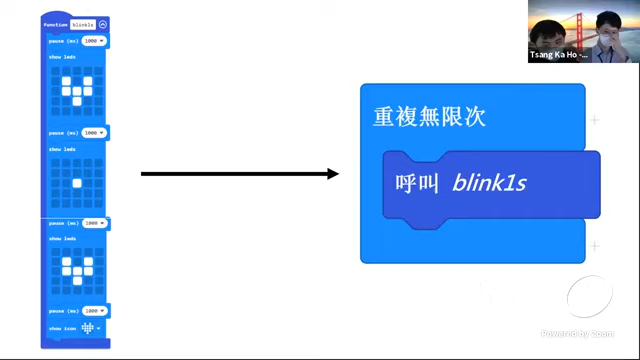 function blink1s
pause (ms) 1000
show leds
pause (ms) 1000
show leds
pause (ms) 1000
show leds
pause (ms) 1000
show icon
重複無限次
呼叫 blink1s
Tsang Ka Ho -...
Powered by Zoom